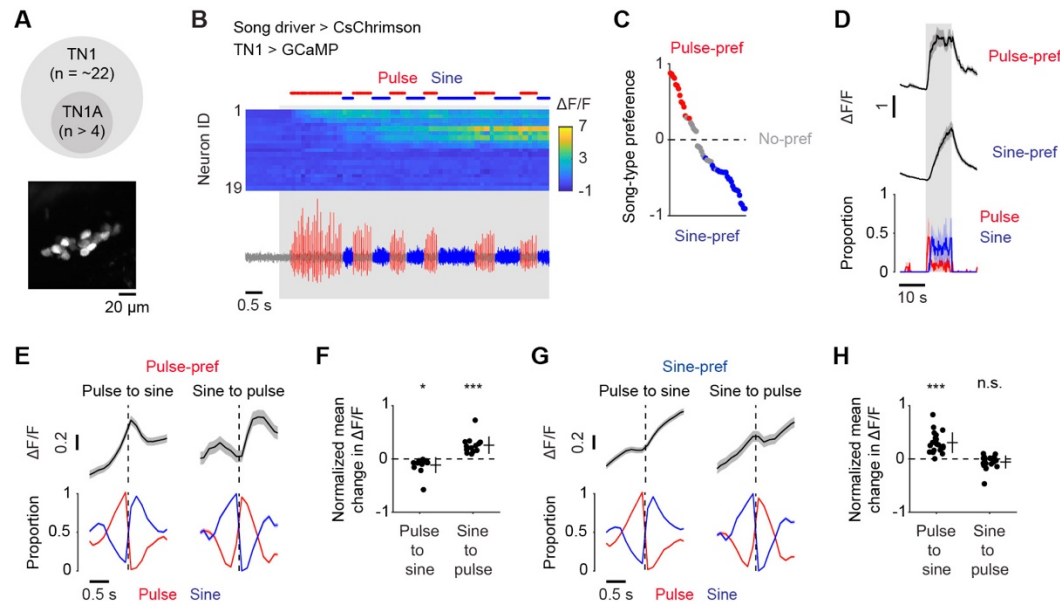 A
TN1
(n = ~22)
TN1A
(n > 4)
20 μm
B
Song driver > CsChrimson
TN1 > GCaMP
Pulse Sine
ΔF/F
7
3
-1
1
Neuron ID
19
0.5 s
C
Pulse-pref
Song-type preference
1
0
-1
No-pref
Sine-pref
D
ΔF/F
1
Pulse-pref
Sine-pref
Proportion
1
0.5
0
Pulse
Sine
10 s
E
Pulse-pref
Pulse to sine Sine to pulse
ΔF/F
0.2
Proportion
1
0.5
0
0.5 s
Pulse Sine
F
* ***
Normalized mean
change in ΔF/F
1
0
-1
Pulse
to
sine
Sine
to
pulse
G
Sine-pref
Pulse to sine Sine to pulse
ΔF/F
0.2
Proportion
1
0.5
0
0.5 s
Pulse Sine
H
*** n.s.
Normalized mean
change in ΔF/F
1
0
-1
Pulse
to
sine
Sine
to
pulse